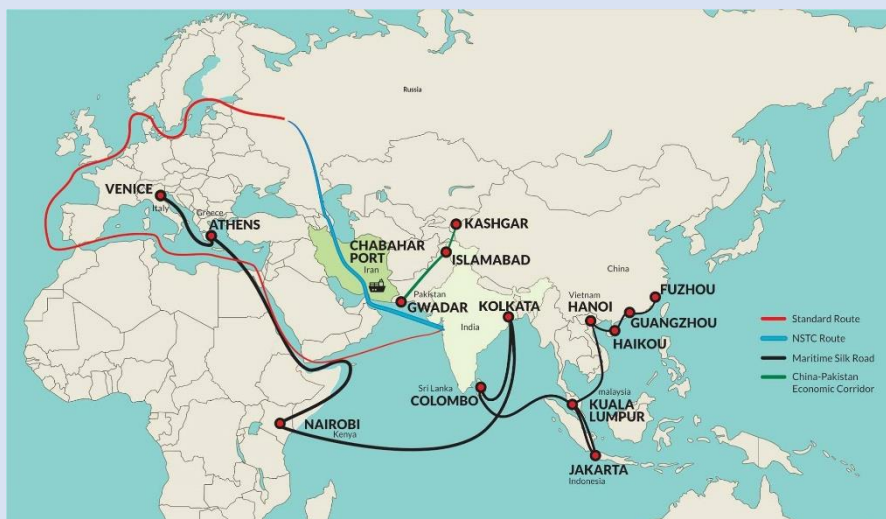 Russia
VENICE
Italy
Greece
ATHENS
KASHGAR
CHABAHAR
PORT
Iran
ISLAMABAD
China
Pakistan
GWADAR
KOLKATA
Vietnam
HANOI
FUZHOU
GUANGZHOU
HAIKOU
India
Sri Lanka
COLOMBO
malaysia
KUALA
LUMPUR
NAIROBI
Kenya
JAKARTA
Indonesia
Standard Route
NSTC Route
Maritime Silk Road
China-Pakistan
Economic Corridor